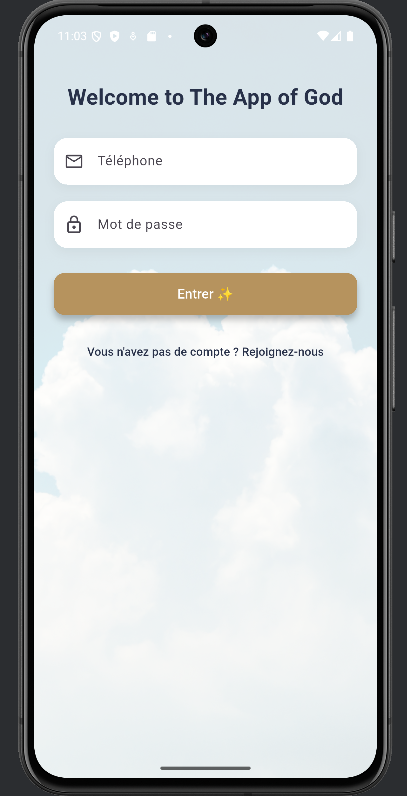 11:03
Welcome to The App of God
Téléphone
Mot de passe
Entrer ✨
Vous n'avez pas de compte ? Rejoignez-nous